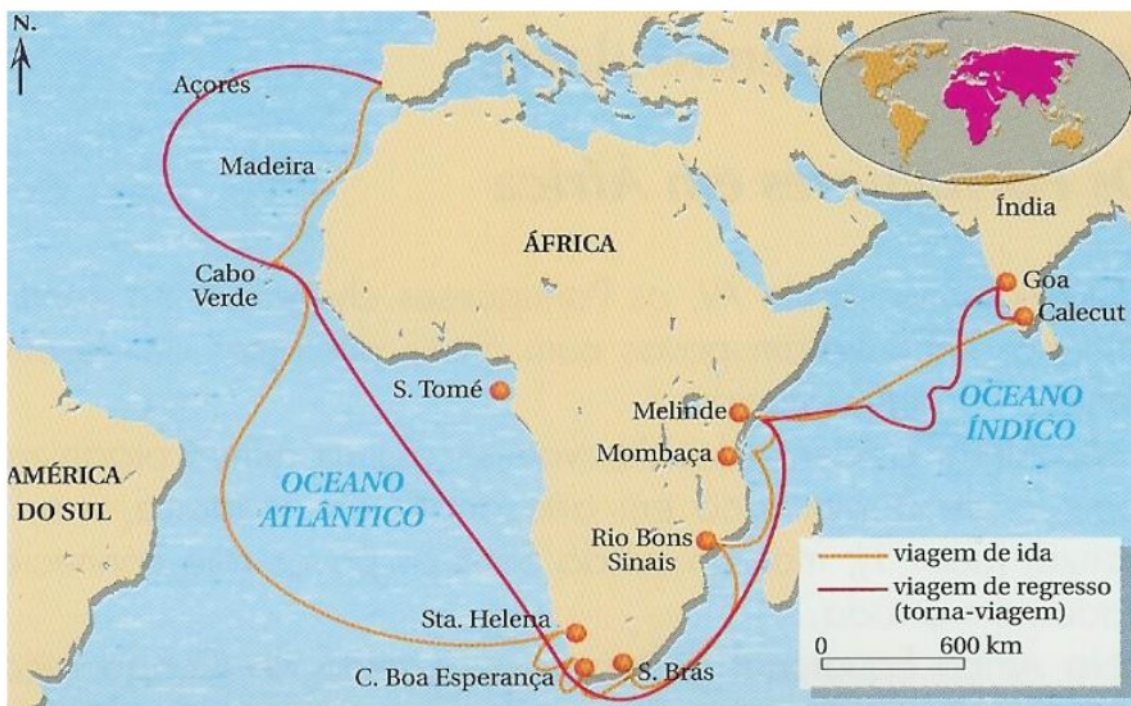 N.
Açores
Madeira
Índia
ÁFRICA
Cabo
Verde
Goa
Calecut
S. Tomé
Melinde
OCEANO
ÍNDICO
Mombaça
AMÉRICA
DO SUL
OCEANO
ATLÂNTICO
Rio Bons
Sinais
viagem de ida
viagem de regresso
(torna-viagem)
Sta. Helena
0 600 km
C. Boa Esperança
S. Brás